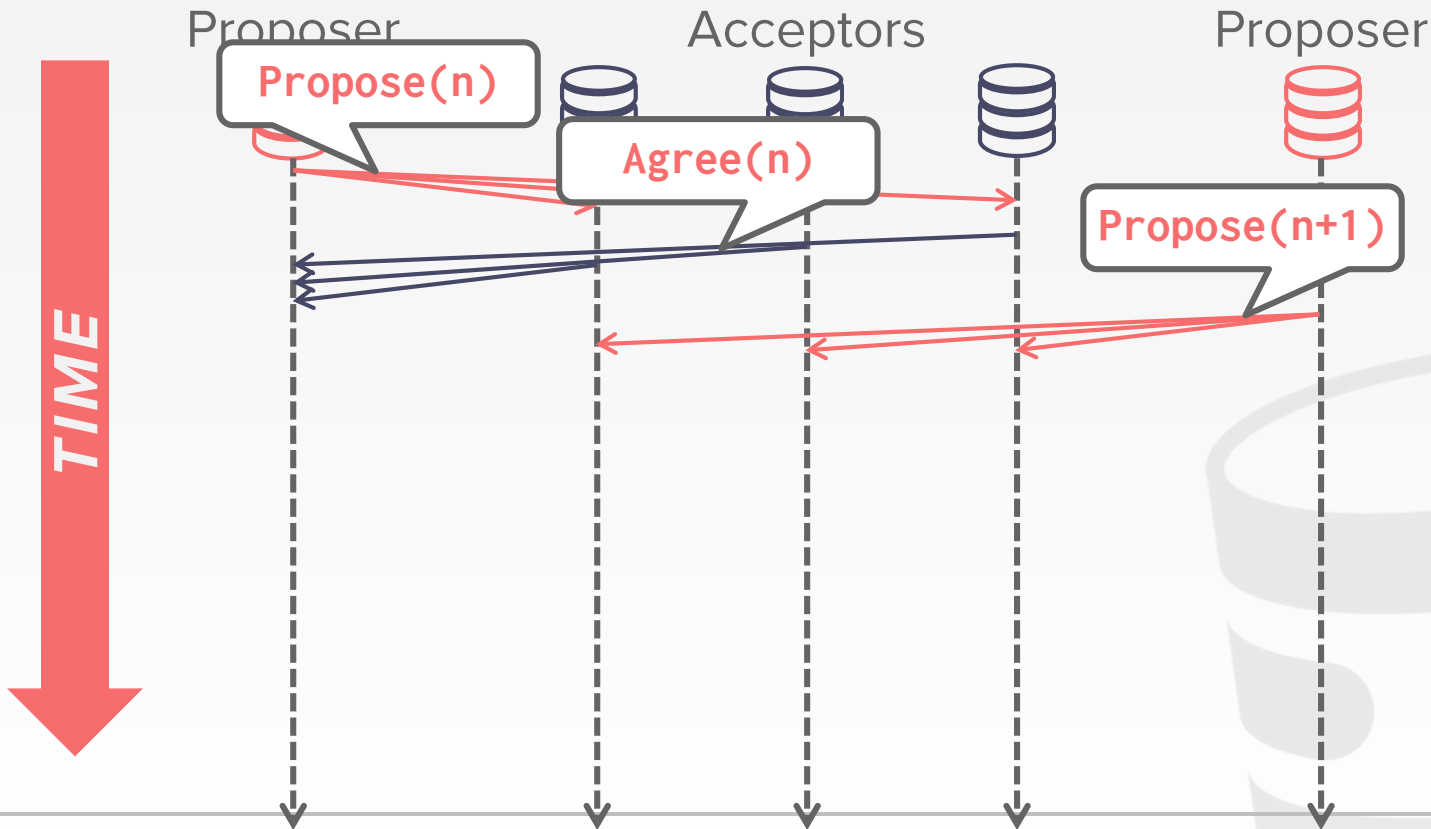 Proposer
Acceptors
Proposer
Propose(n)
Agree(n)
Propose(n+1)
TIME